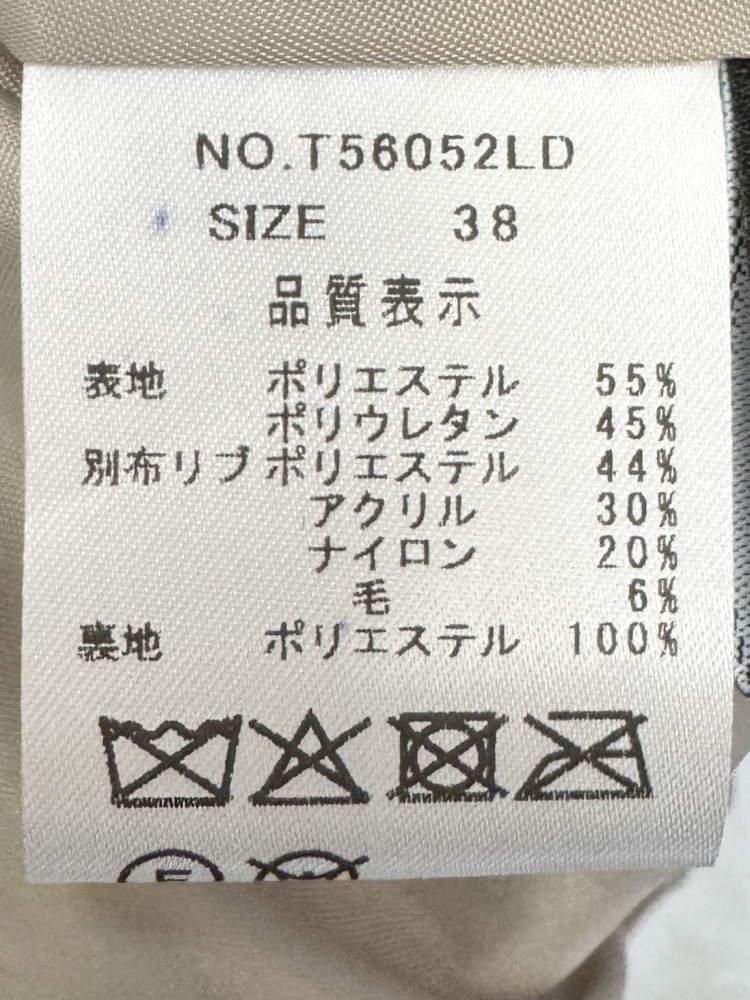 NO.T56052LD
SIZE 38
品質表示
表地 ポリエステル 55%
ポリウレタン 45%
別布リブ ポリエステル 44%
アクリル 30%
ナイロン 20%
毛 6%
裏地 ポリエステル 100%